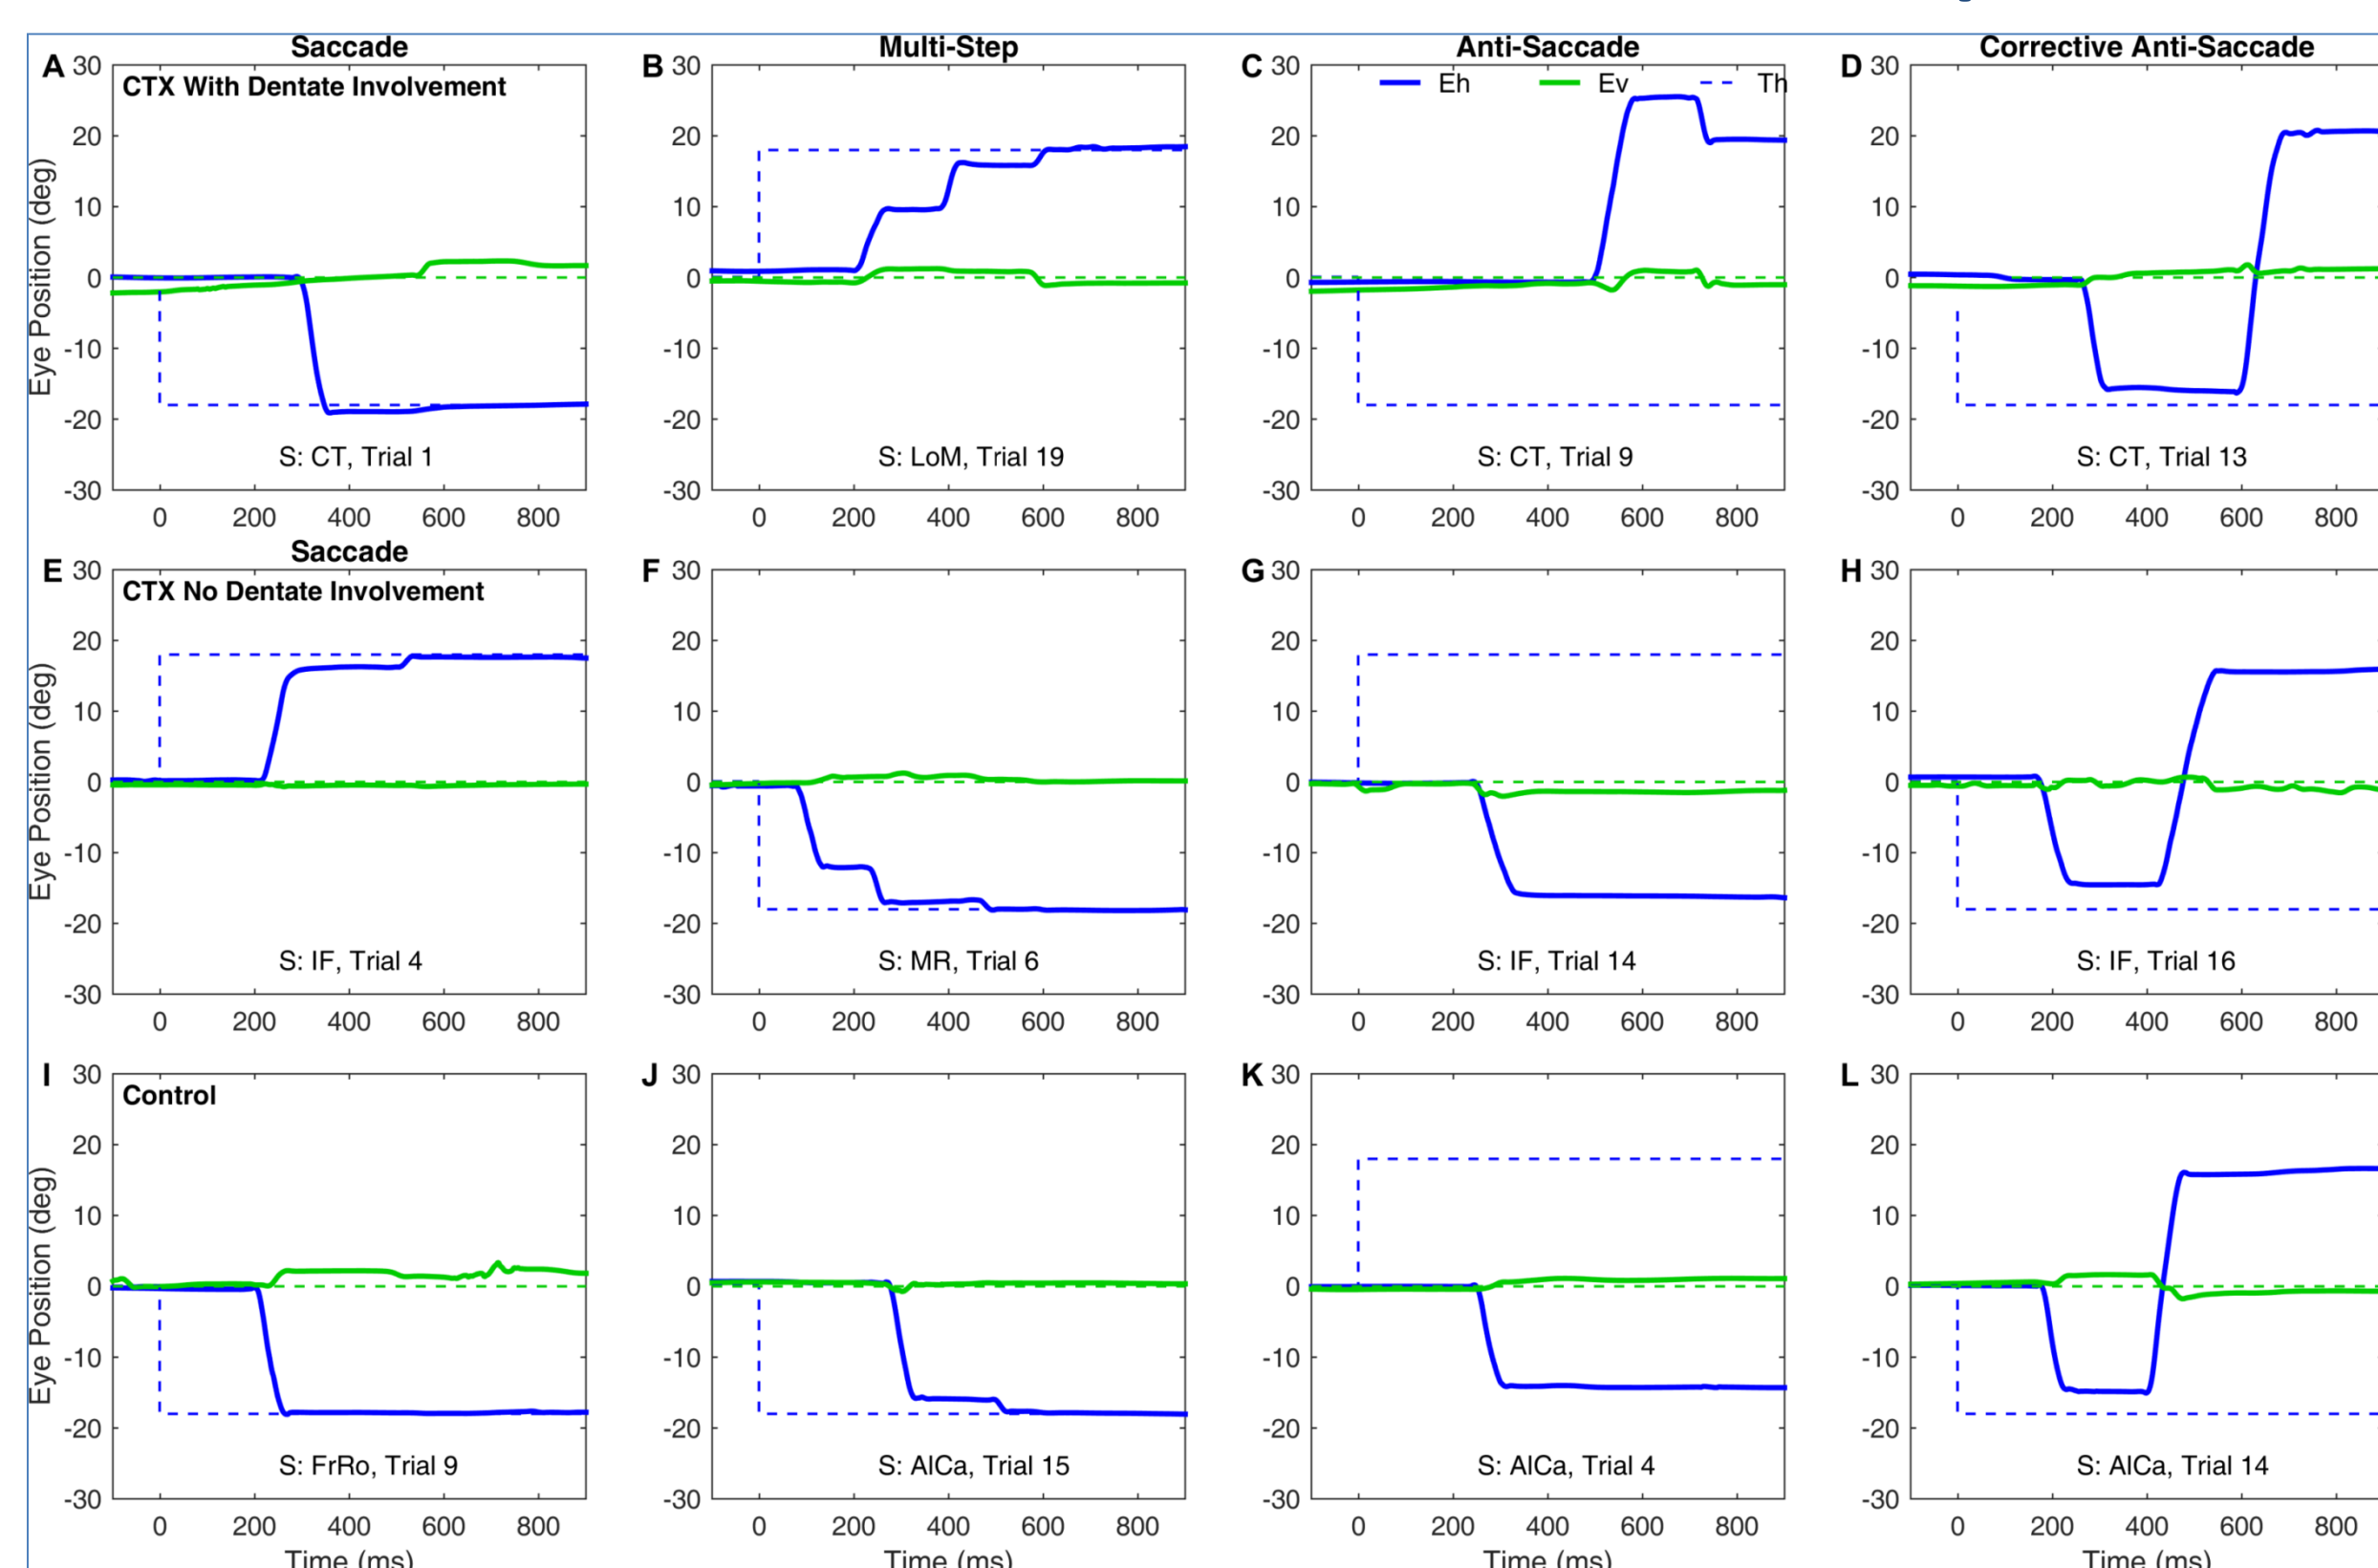 Saccade
Multi-Step
Anti-Saccade
Corrective Anti-Saccade
A
30
CTX With Dentate Involvement
20
10
0
-10
-20
-30
Eye Position (deg)
S: CT, Trial 1
0 200 400 600 800
B
30
20
10
0
-10
-20
-30
S: LoM, Trial 19
0 200 400 600 800
C
30
Eh Ev Th
20
10
0
-10
-20
-30
S: CT, Trial 9
0 200 400 600 800
D
30
20
10
0
-10
-20
-30
S: CT, Trial 13
0 200 400 600 800
Saccade
E
30
CTX No Dentate Involvement
20
10
0
-10
-20
-30
Eye Position (deg)
S: IF, Trial 4
0 200 400 600 800
F
30
20
10
0
-10
-20
-30
S: MR, Trial 6
0 200 400 600 800
G
30
20
10
0
-10
-20
-30
S: IF, Trial 14
0 200 400 600 800
H
30
20
10
0
-10
-20
-30
S: IF, Trial 16
0 200 400 600 800
I
30
Control
20
10
0
-10
-20
-30
Eye Position (deg)
S: FrRo, Trial 9
0 200 400 600 800
Time (ms)
J
30
20
10
0
-10
-20
-30
S: AlCa, Trial 15
0 200 400 600 800
Time (ms)
K
30
20
10
0
-10
-20
-30
S: AlCa, Trial 4
0 200 400 600 800
Time (ms)
L
30
20
10
0
-10
-20
-30
S: AlCa, Trial 14
0 200 400 600 800
Time (ms)